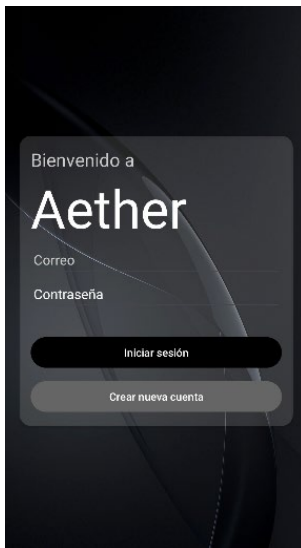 Bienvenido a
Aether
Correo
Contraseña
Iniciar sesión
Crear nueva cuenta